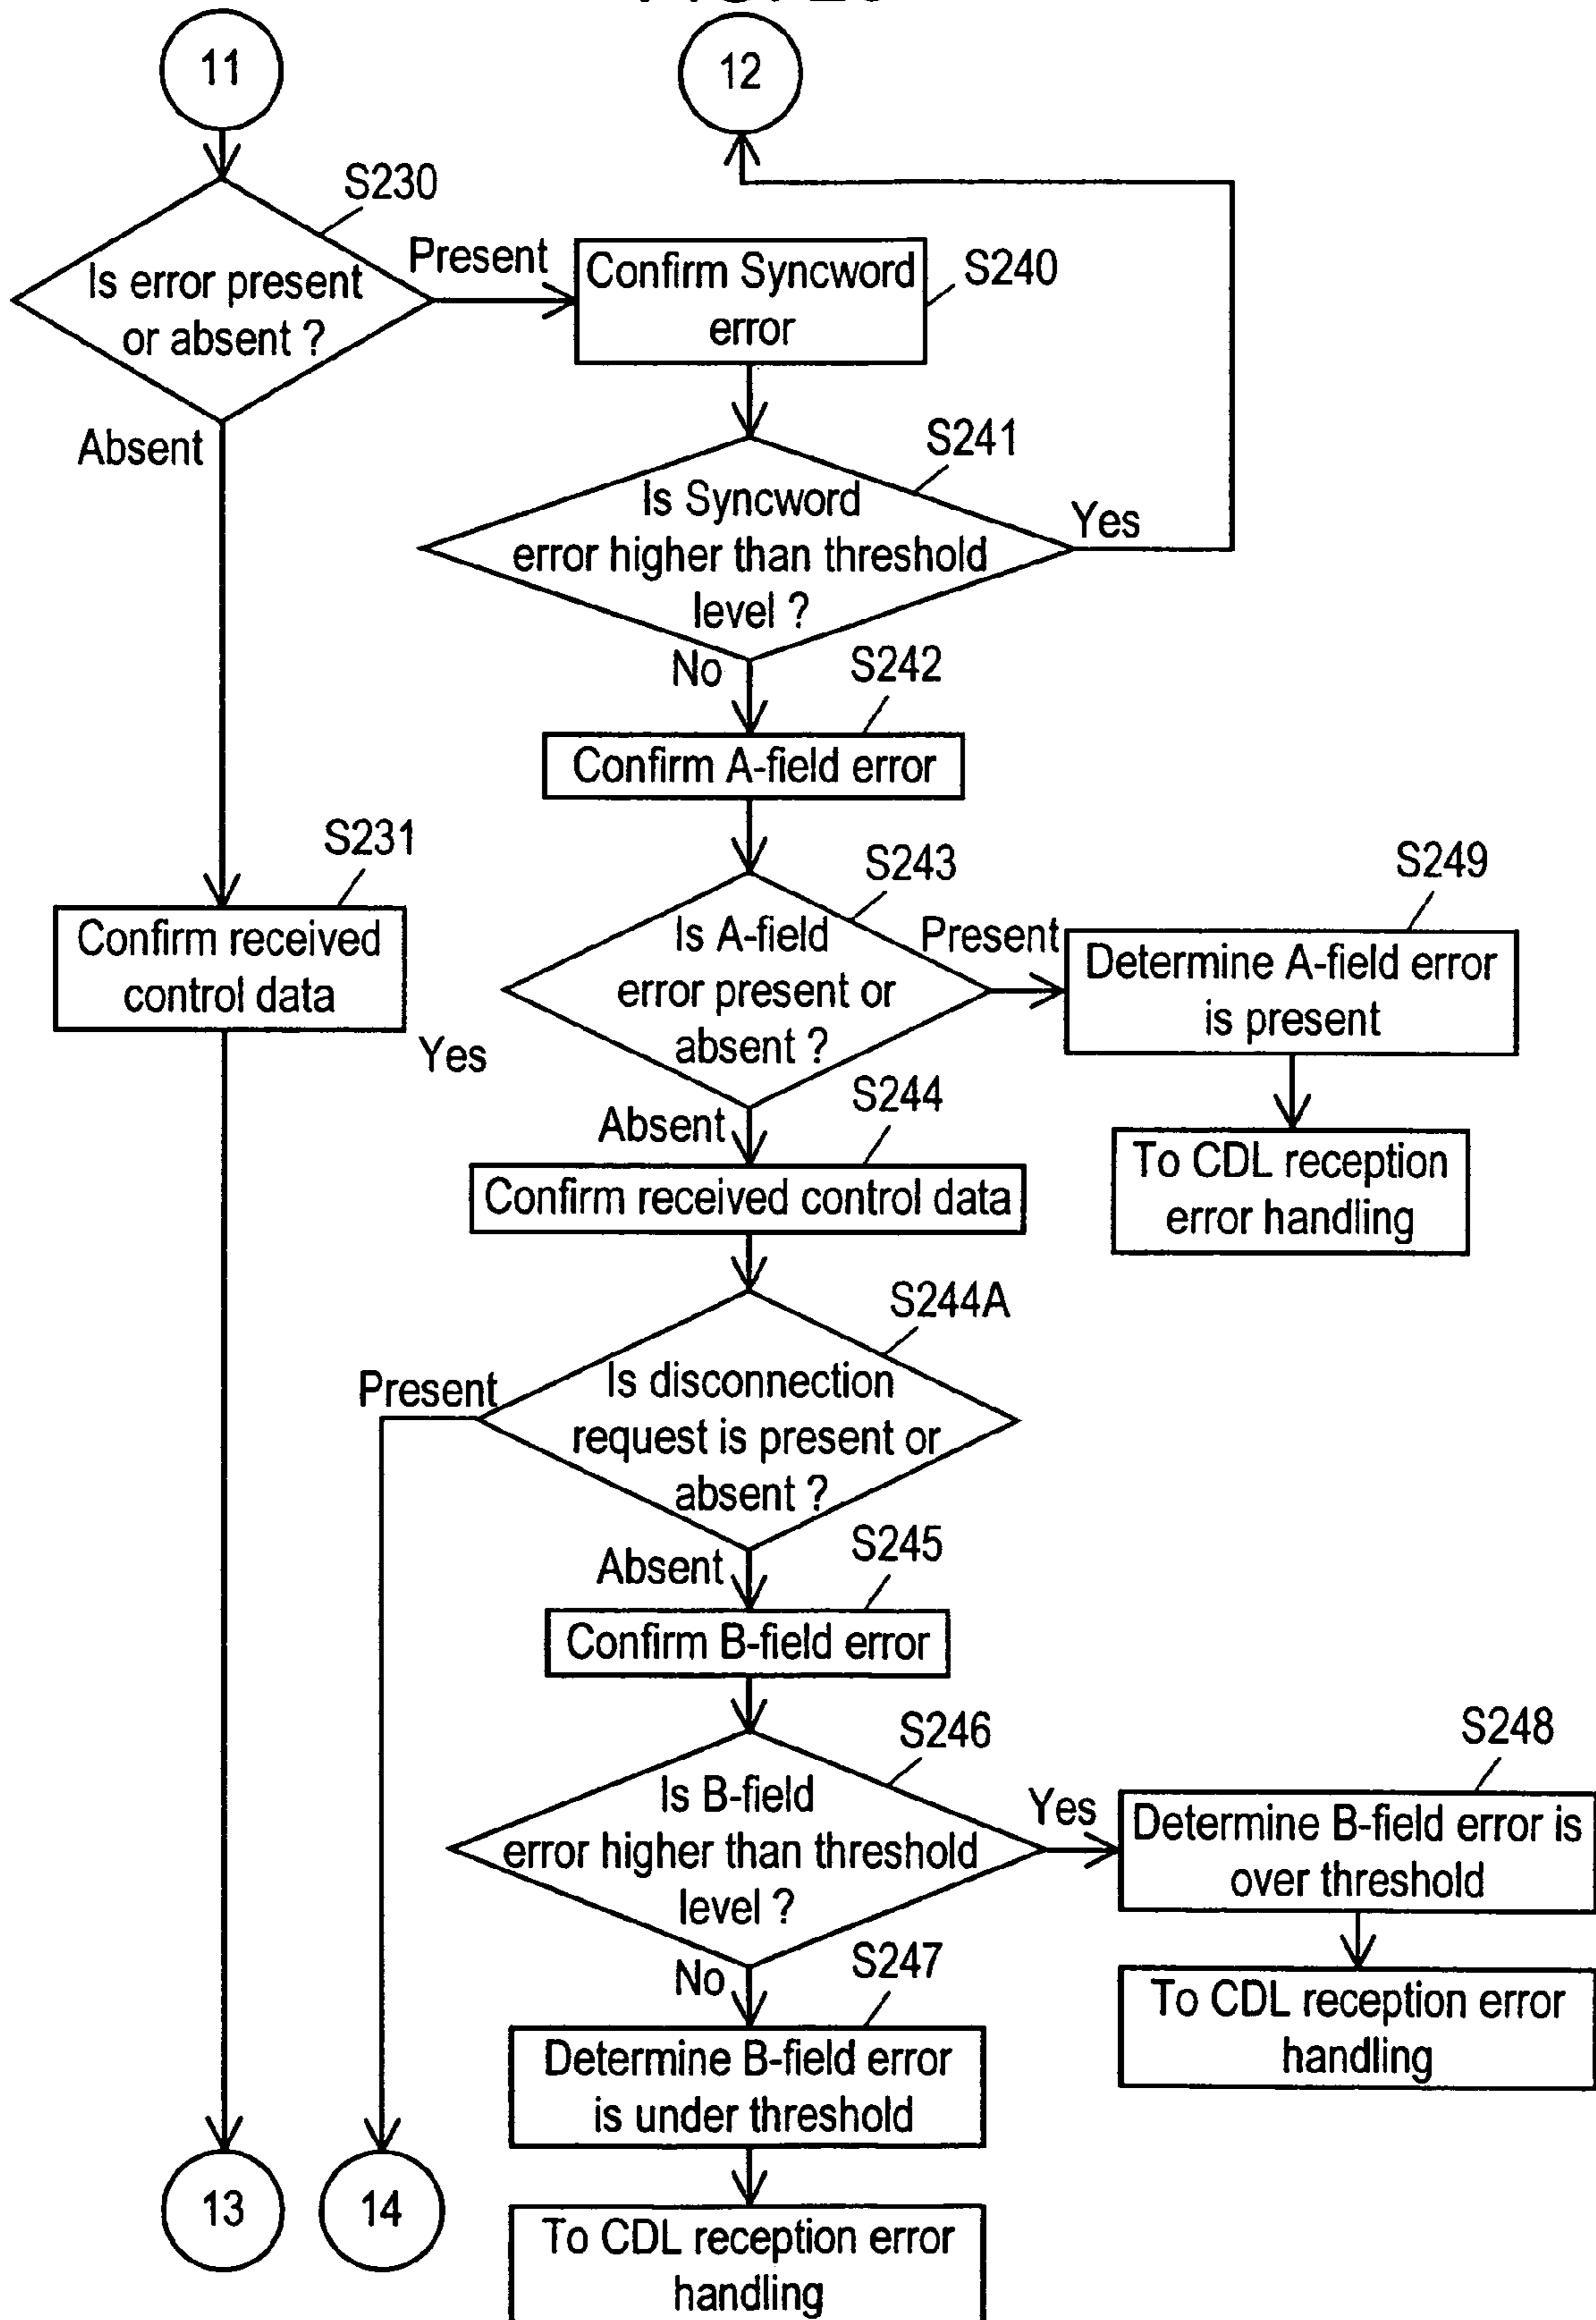 11
12
S230
Is error present
or absent ?
Present
Confirm Syncword
error
S240
Absent
S241
Is Syncword
error higher than threshold
level ?
Yes
No
S242
Confirm A-field error
S231
Confirm received
control data
Yes
S243
Is A-field
error present or
absent ?
Present
S249
Determine A-field error
is present
Absent
S244
Confirm received control data
To CDL reception
error handling
S244A
Present
Is disconnection
request is present or
absent ?
Absent
S245
Confirm B-field error
S246
Is B-field
error higher than threshold
level ?
Yes
S248
Determine B-field error is
over threshold
No
S247
Determine B-field error
is under threshold
To CDL reception error
handling
13
14
To CDL reception error
handling